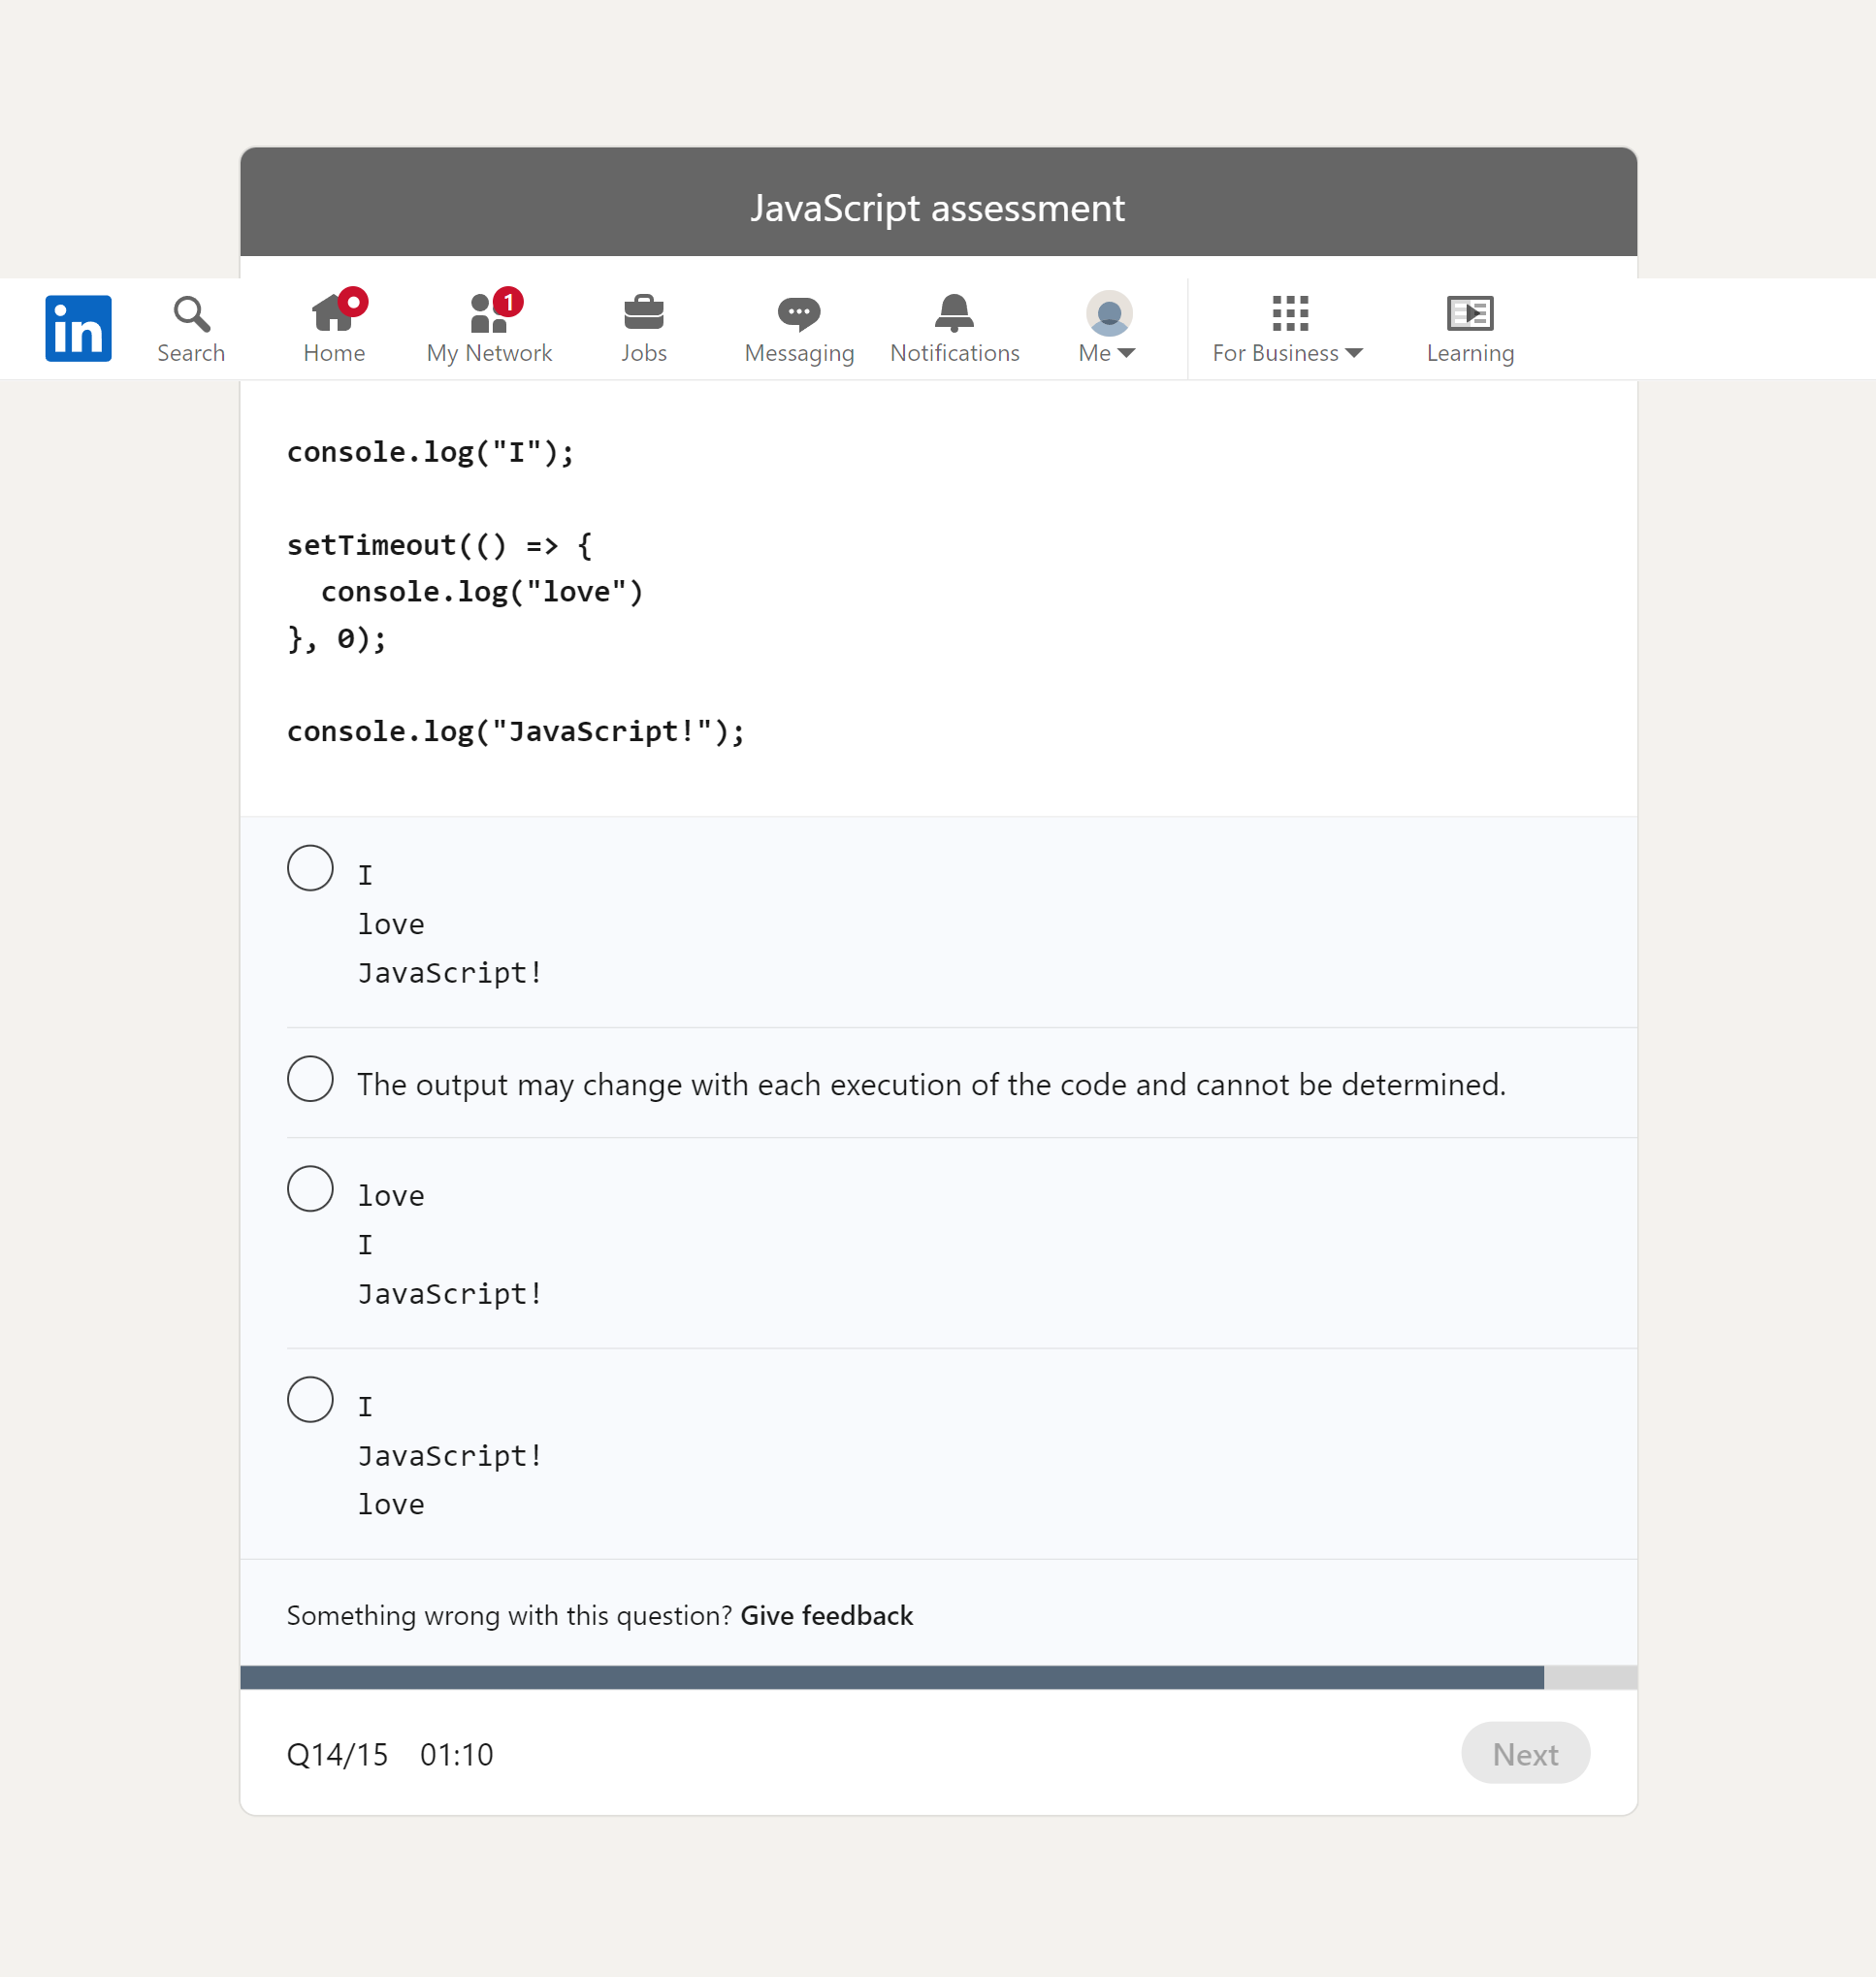 JavaScript assessment
in
Search
Home
My Network
1
Jobs
Messaging
Notifications
Me
For Business
Learning
console.log("I");
setTimeout(() => {
  console.log("love")
}, 0);
console.log("JavaScript!");
I
love
JavaScript!
The output may change with each execution of the code and cannot be determined.
love
I
JavaScript!
I
JavaScript!
love
Something wrong with this question? Give feedback
Q14/15 01:10
Next